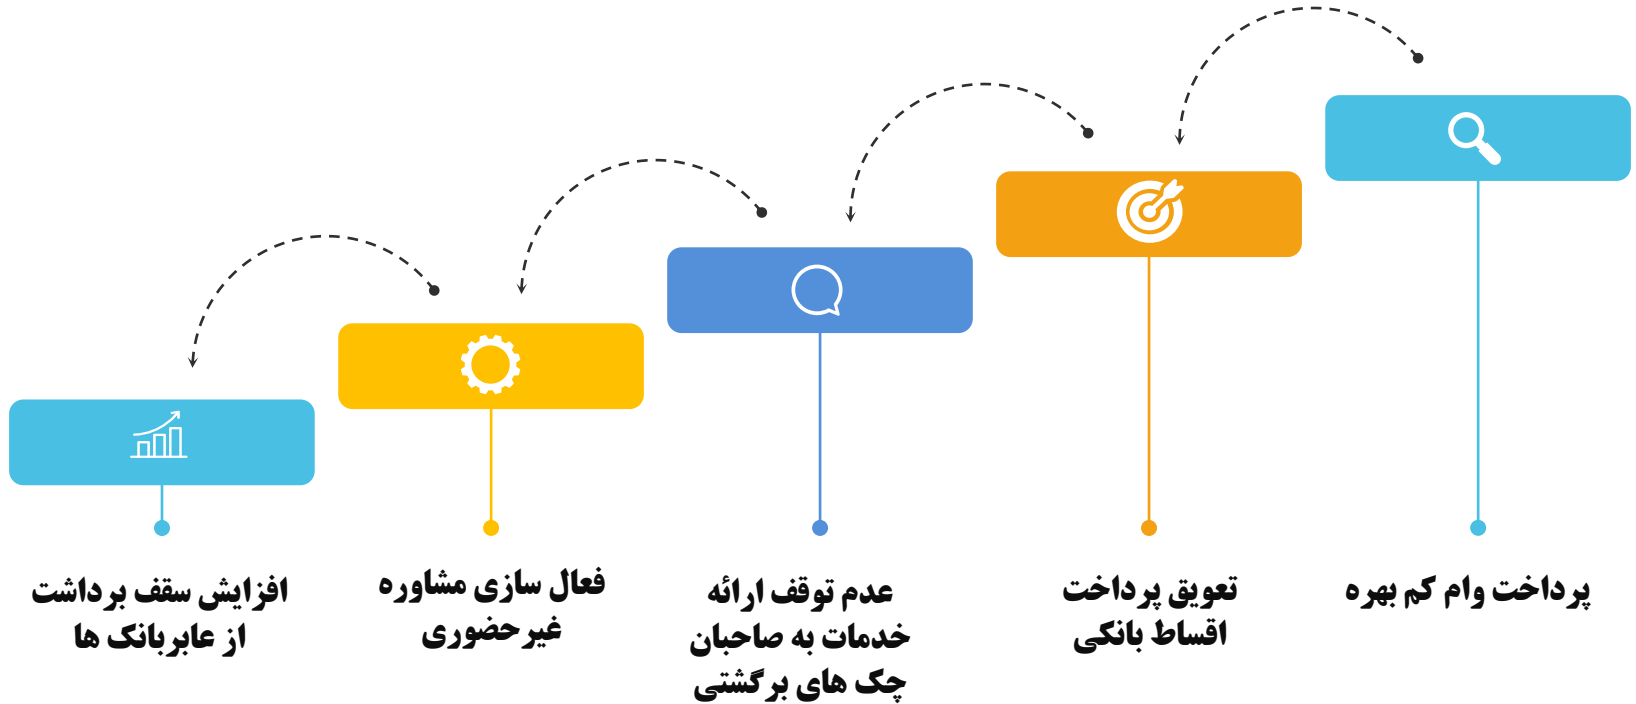 پرداخت وام کم بهره
تعویق پرداخت
اقساط بانکی
عدم توقف ارائه
خدمات به صاحبان
چک های برگشتی
فعال سازی مشاوره
غیرحضوری
افزایش سقف برداشت
از عابربانک ها